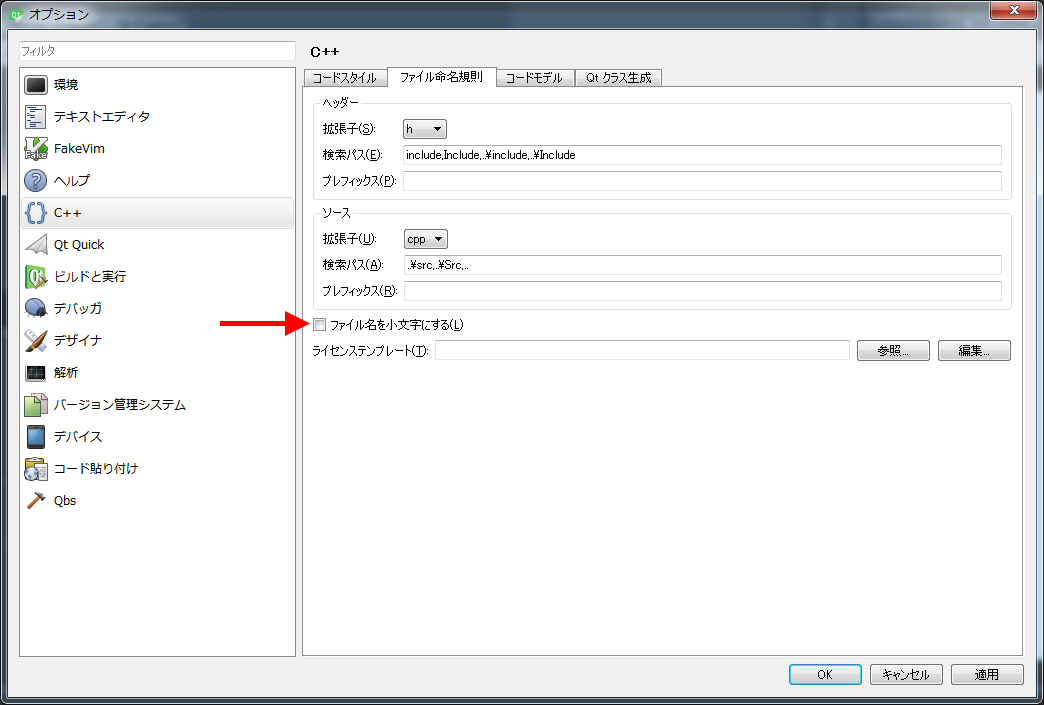 オプション
フィルタ
環境
テキストエディタ
FakeVim
ヘルプ
C++
Qt Quick
ビルドと実行
デバッガ
デザイナ
解析
バージョン管理システム
デバイス
コード貼り付け
Qbs
C++
コードスタイル ファイル命名規則 コードモデル Qt クラス生成
ヘッダー
拡張子(S): h
検索パス(E): include,Include,..¥include,..¥Include
プレフィックス(P):
ソース
拡張子(U): cpp
検索パス(A): ..¥src,..¥Src,..
プレフィックス(R):
ファイル名を小文字にする(L)
ライセンステンプレート(T): 参照... 編集...
OK キャンセル 適用